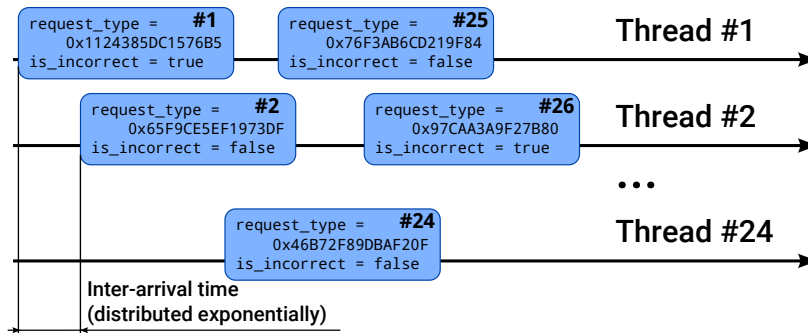 request_type = #1
0x1124385DC1576B5
is_incorrect = true
request_type = #25
0x76F3AB6CD219F84
is_incorrect = false
Thread #1
request_type = #2
0x65F9CE5EF1973DF
is_incorrect = false
request_type = #26
0x97CAA3A9F27B80
is_incorrect = true
Thread #2
...
request_type = #24
0x46B72F89DBAF20F
is_incorrect = false
Thread #24
Inter-arrival time
(distributed exponentially)